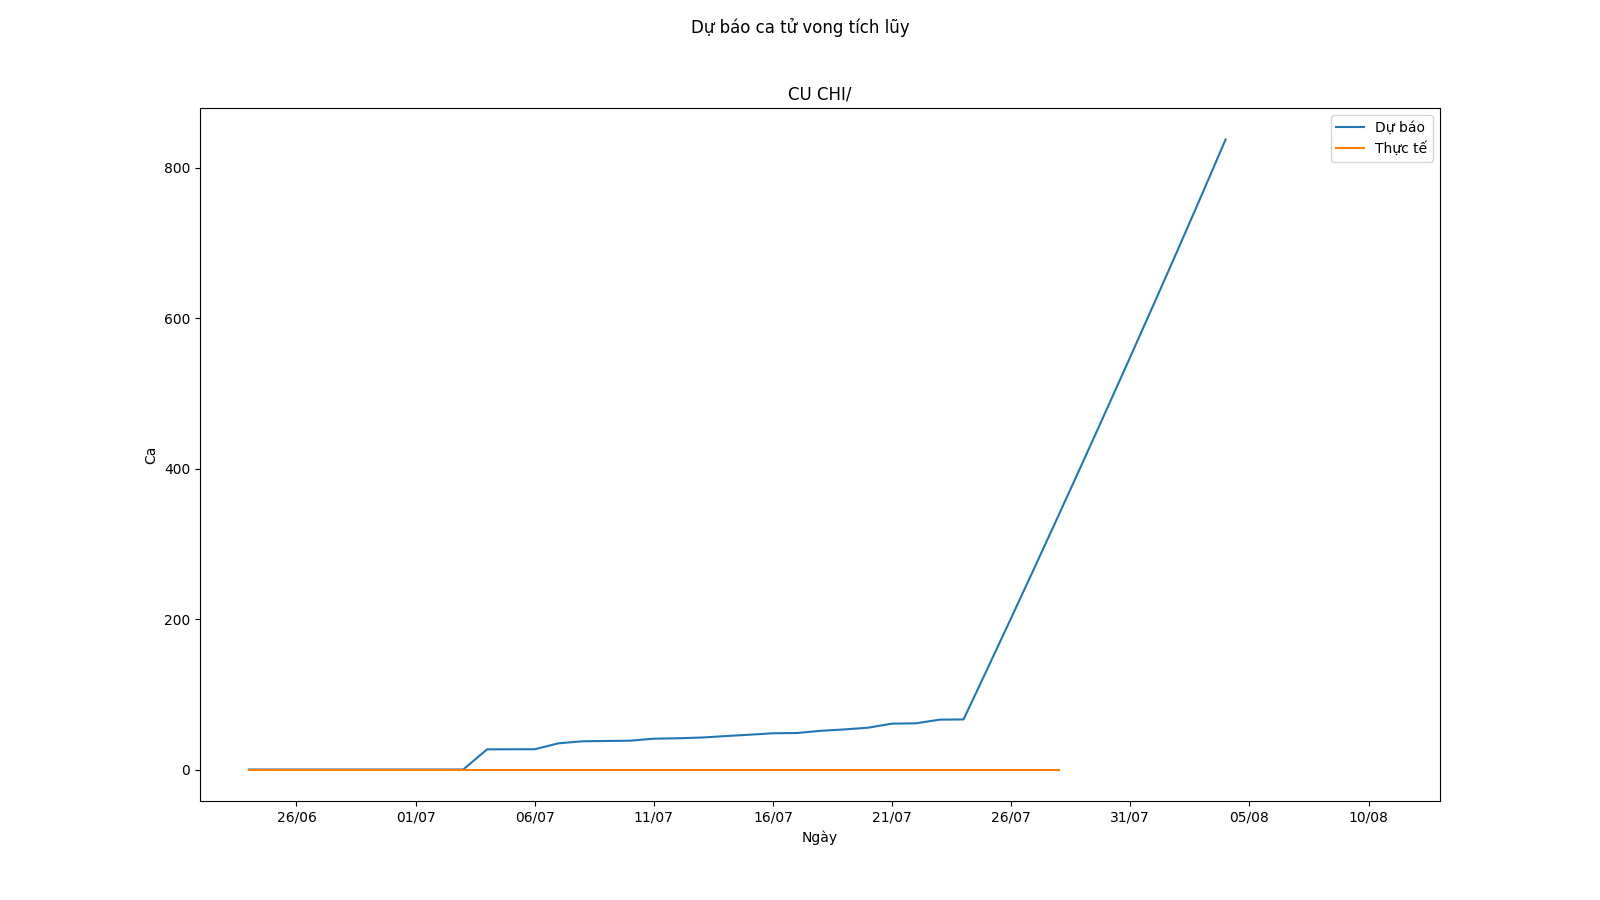 Dự báo ca tử vong tích lũy
CU CHI/
Dự báo
Thực tế
800
600
400
200
0
Ca
26/06
01/07
06/07
11/07
16/07
21/07
26/07
31/07
05/08
10/08
Ngày